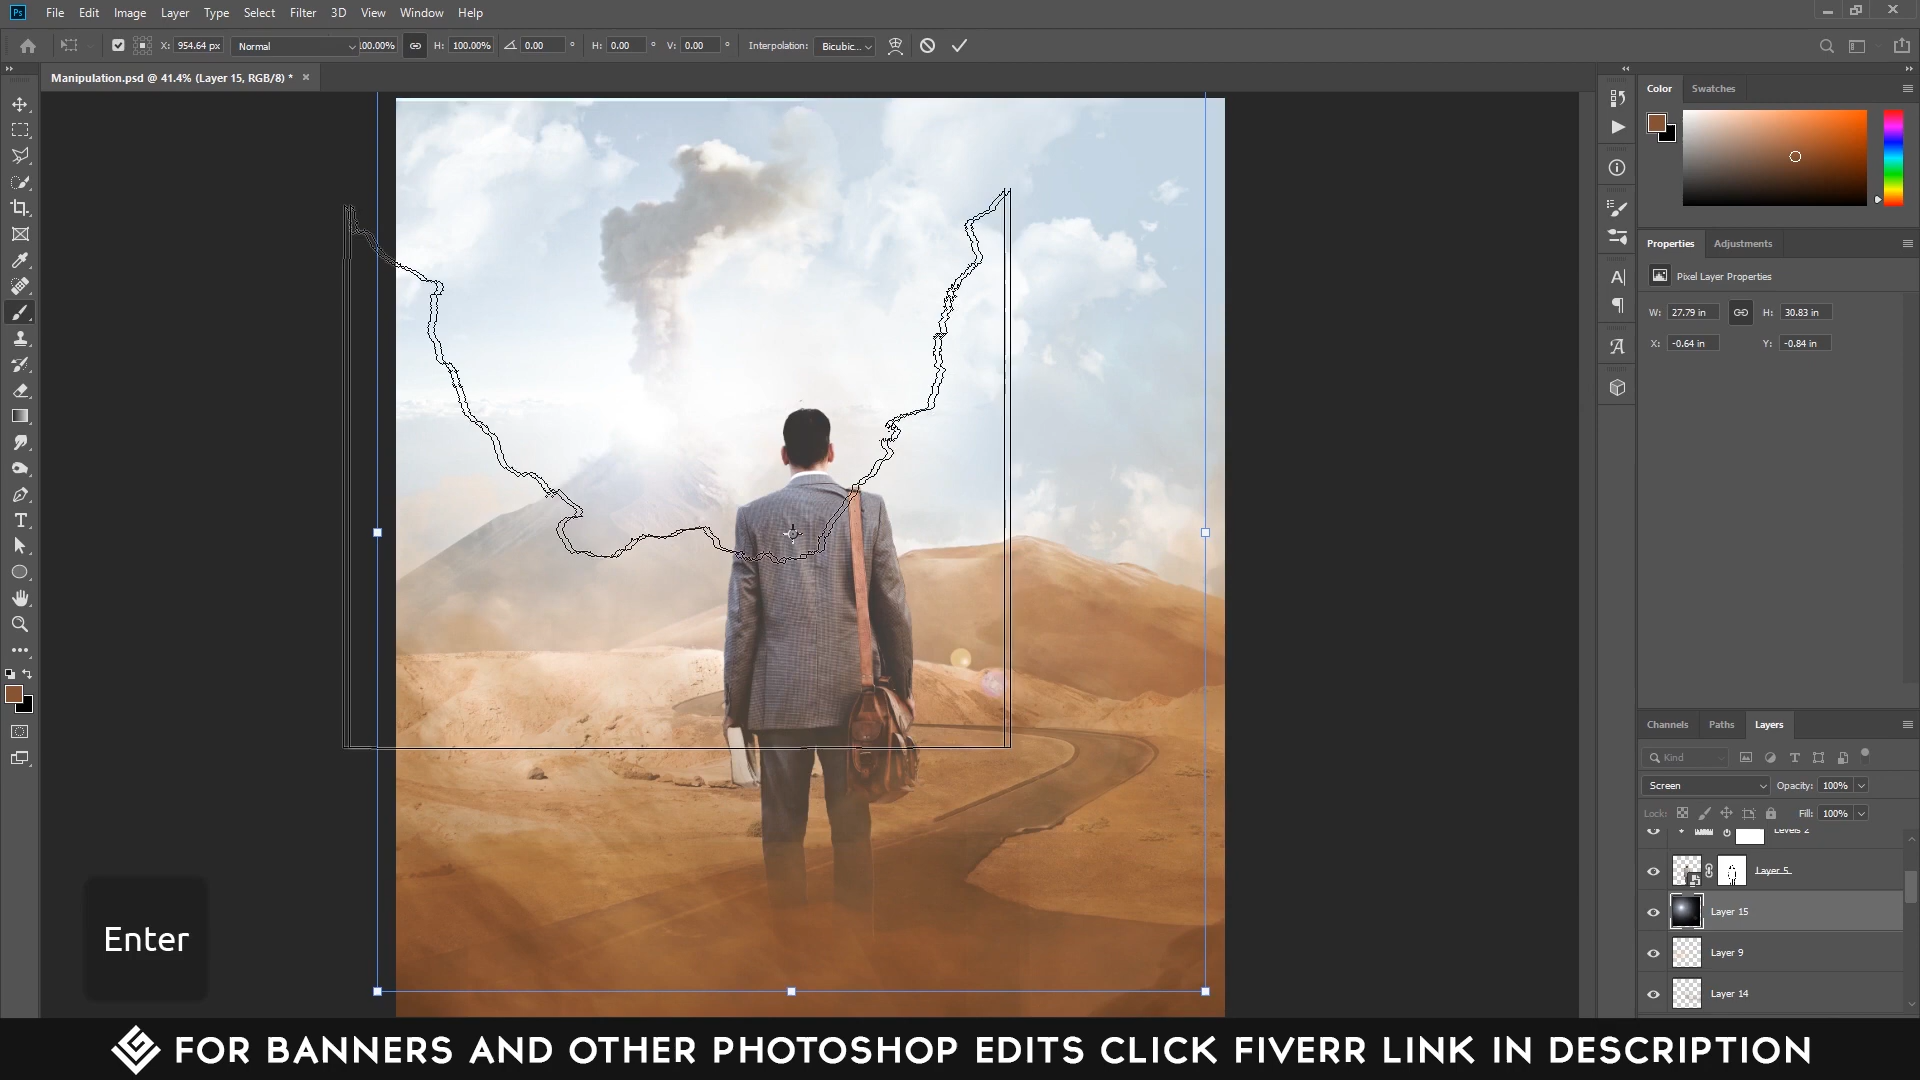 Ps File Edit Image Layer Type Select Filter 3D View Window Help
X: 954.64 px Normal 100.00% H: 100.00% 0.00 ° H: 0.00 ° V: 0.00 ° Interpolation: Bicubic...
Manipulation.psd @ 41.4% (Layer 15, RGB/8) * ×
Color Swatches
Properties Adjustments
Pixel Layer Properties
W: 27.79 in H: 30.83 in
X: -0.64 in Y: -0.84 in
Channels Paths Layers
Kind
Screen Opacity: 100%
Lock: Fill: 100%
Levels 2
Layer 5
Layer 15
Layer 9
Layer 14
Enter
FOR BANNERS AND OTHER PHOTOSHOP EDITS CLICK FIVERR LINK IN DESCRIPTION